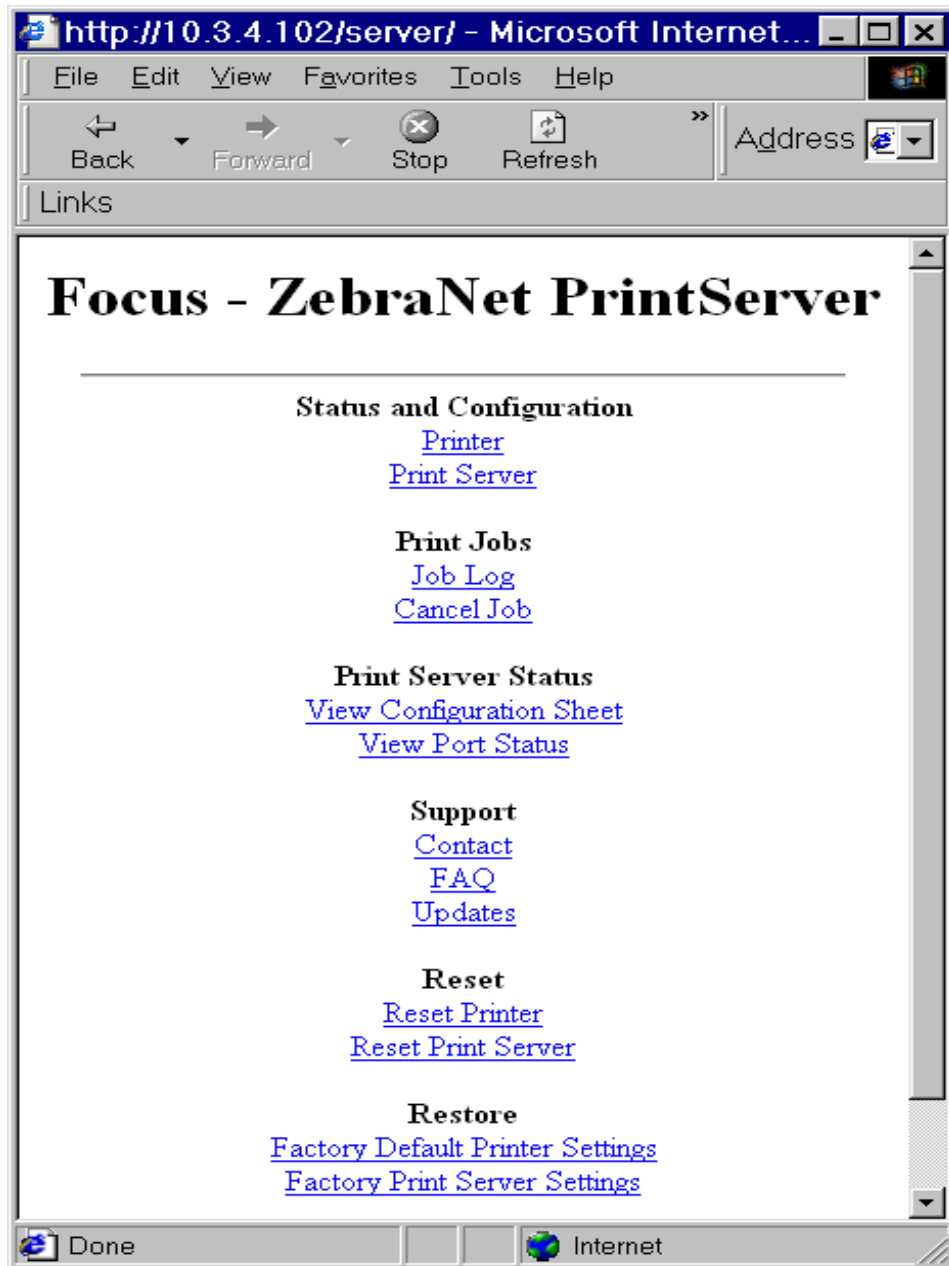 http://10.3.4.102/server/ - Microsoft Internet...
File Edit View Favorites Tools Help
Back Forward Stop Refresh » Address
Links
Focus - ZebraNet PrintServer
Status and Configuration
Printer
Print Server
Print Jobs
Job Log
Cancel Job
Print Server Status
View Configuration Sheet
View Port Status
Support
Contact
FAQ
Updates
Reset
Reset Printer
Reset Print Server
Restore
Factory Default Printer Settings
Factory Print Server Settings
Done Internet